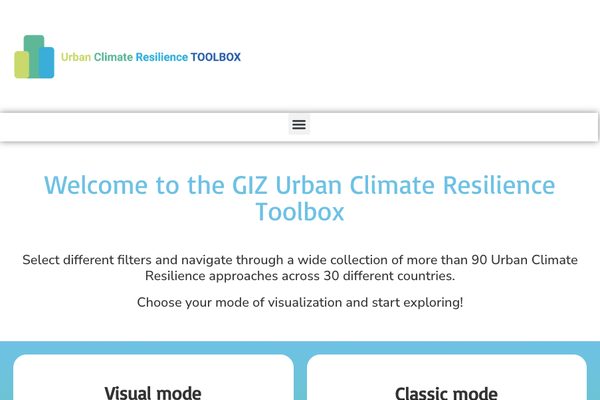 Urban Climate Resilience TOOLBOX
Welcome to the GIZ Urban Climate Resilience
Toolbox
Select different filters and navigate through a wide collection of more than 90 Urban Climate
Resilience approaches across 30 different countries.
Choose your mode of visualization and start exploring!
Visual mode
Classic mode